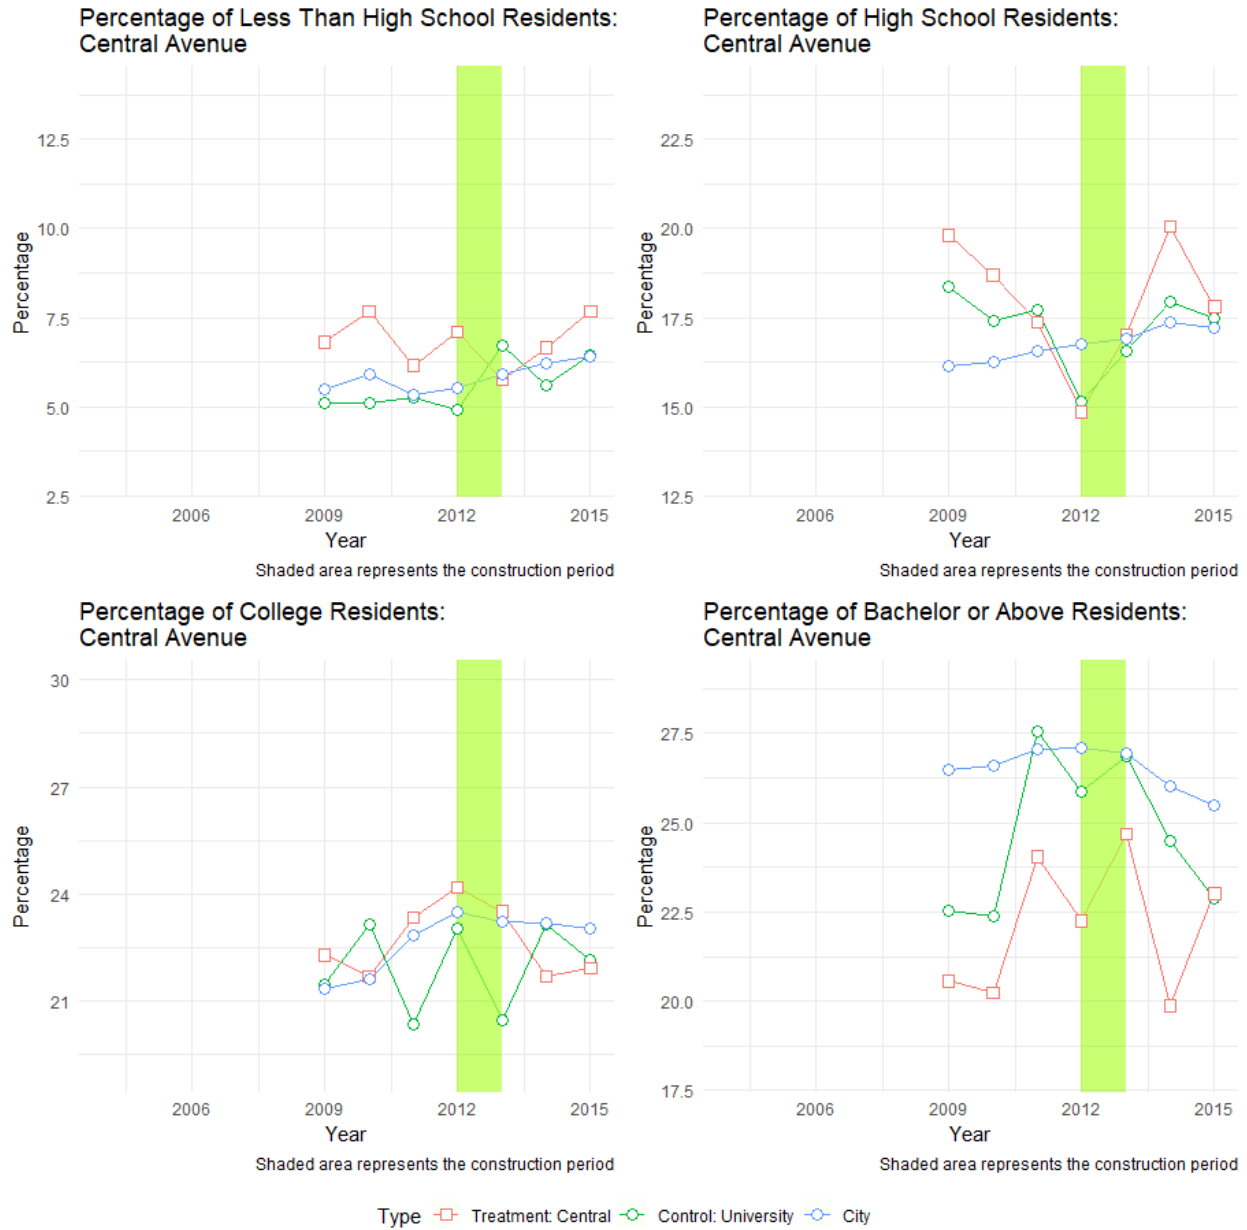 Percentage of Less Than High School Residents:
Central Avenue
Percentage
12.5
10.0
7.5
5.0
2.5
2006 2009 2012 2015
Year
Shaded area represents the construction period
Percentage of High School Residents:
Central Avenue
Percentage
22.5
20.0
17.5
15.0
12.5
2006 2009 2012 2015
Year
Shaded area represents the construction period
Percentage of College Residents:
Central Avenue
Percentage
30
27
24
21
2006 2009 2012 2015
Year
Shaded area represents the construction period
Percentage of Bachelor or Above Residents:
Central Avenue
Percentage
27.5
25.0
22.5
20.0
17.5
2006 2009 2012 2015
Year
Shaded area represents the construction period
Type Treatment: Central Control: University City